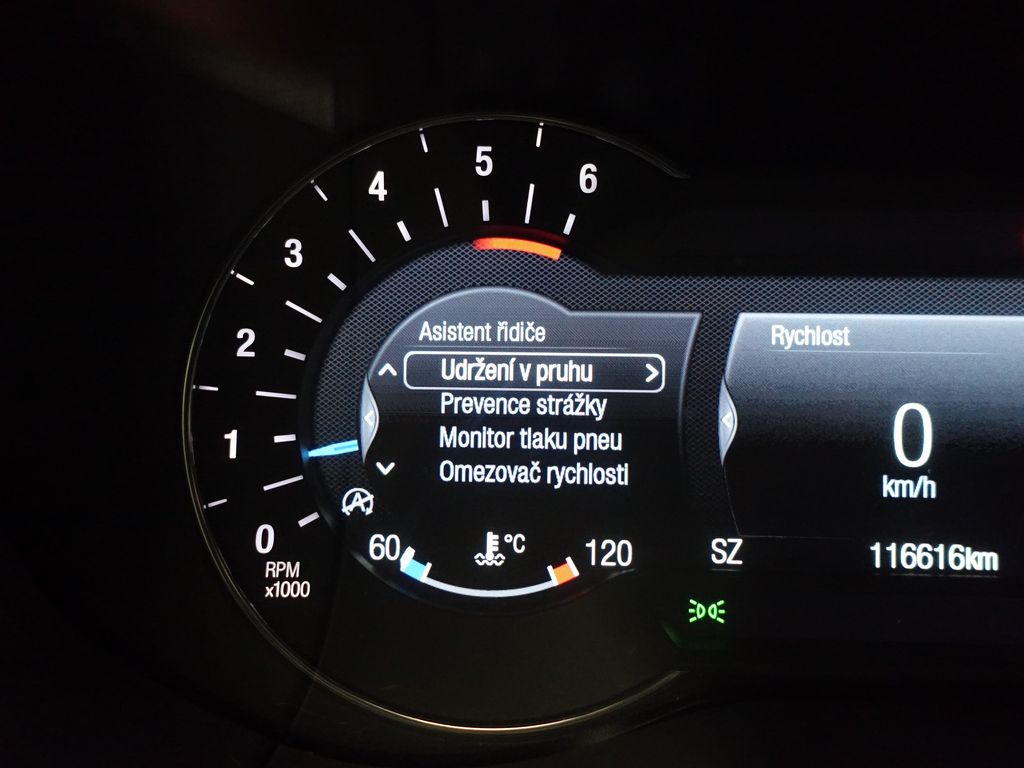 0
1
2
3
4
5
6
RPM
x1000
Asistent řidiče
Udržení v pruhu
Prevence strážky
Monitor tlaku pneu
Omezovač rychlosti
60
°C
120
Rychlost
0
km/h
SZ
116616km